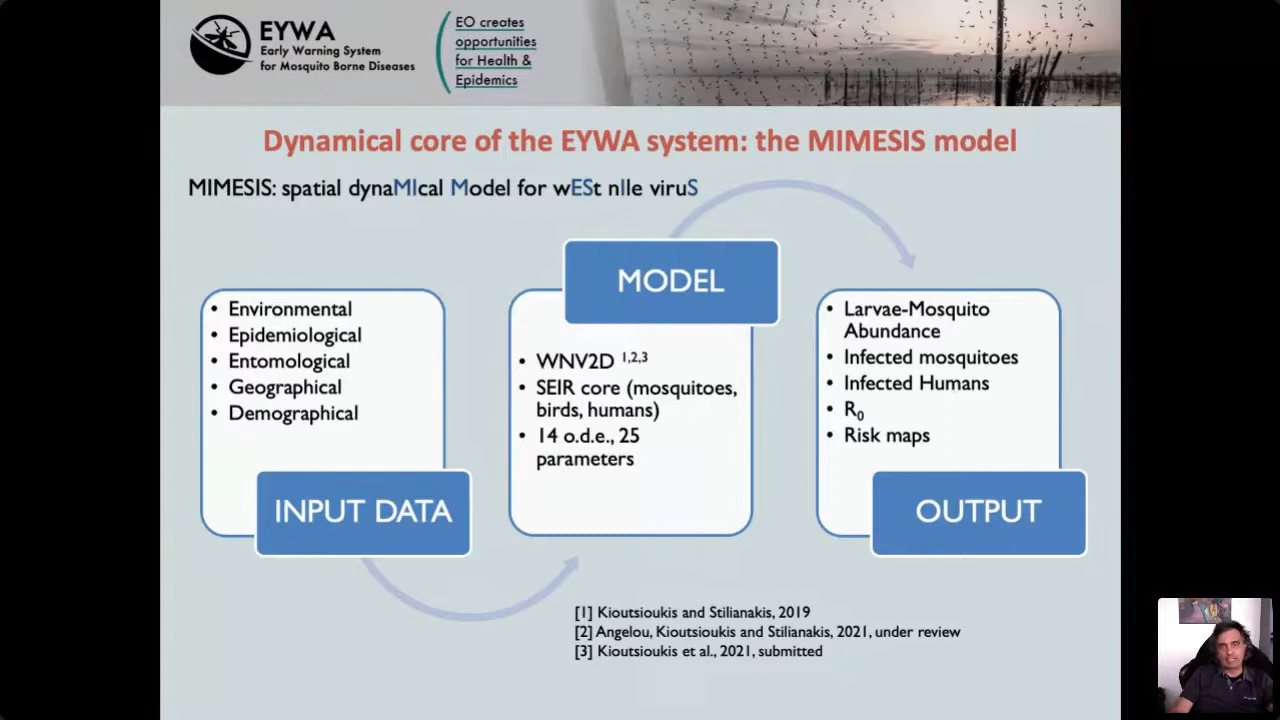 EYWA
Early Warning System
for Mosquito Borne Diseases
EO creates
opportunities
for Health &
Epidemics
Dynamical core of the EYWA system: the MIMESIS model
MIMESIS: spatial dynaMIcal Model for wESt nIle viruS
• Environmental
• Epidemiological
• Entomological
• Geographical
• Demographical
INPUT DATA
MODEL
• WNV2D 1,2,3
• SEIR core (mosquitoes,
birds, humans)
• 14 o.d.e., 25
parameters
• Larvae-Mosquito
Abundance
• Infected mosquitoes
• Infected Humans
• R0
• Risk maps
OUTPUT
[1] Kioutsioukis and Stilianakis, 2019
[2] Angelou, Kioutsioukis and Stilianakis, 2021, under review
[3] Kioutsioukis et al., 2021, submitted